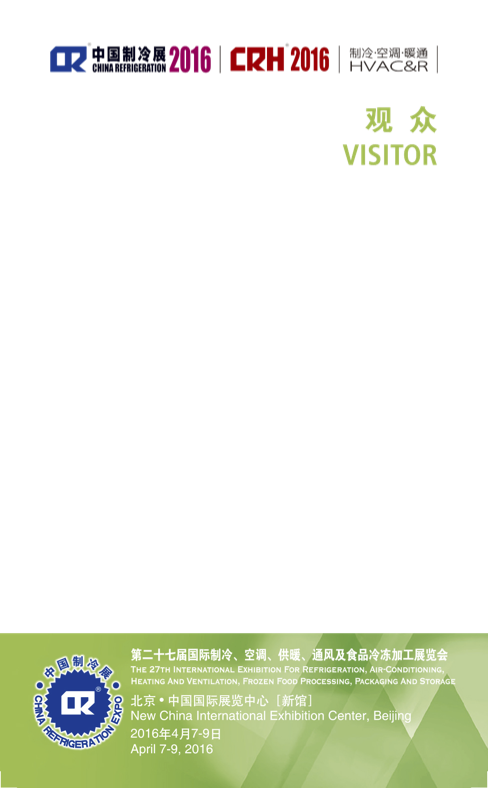 中国制冷展 CHINA REFRIGERATION 2016 | CRH® 2016 | 制冷·空调·暖通 HVAC&R
观 众
VISITOR
第二十七届国际制冷、空调、供暖、通风及食品冷冻加工展览会
The 27th International Exhibition For Refrigeration, Air-Conditioning,
Heating And Ventilation, Frozen Food Processing, Packaging And Storage
北京•中国国际展览中心［新馆］
New China International Exhibition Center, Beijing
2016年4月7-9日
April 7-9, 2016
中国制冷展
CR®
CHINA REFRIGERATION EXPO